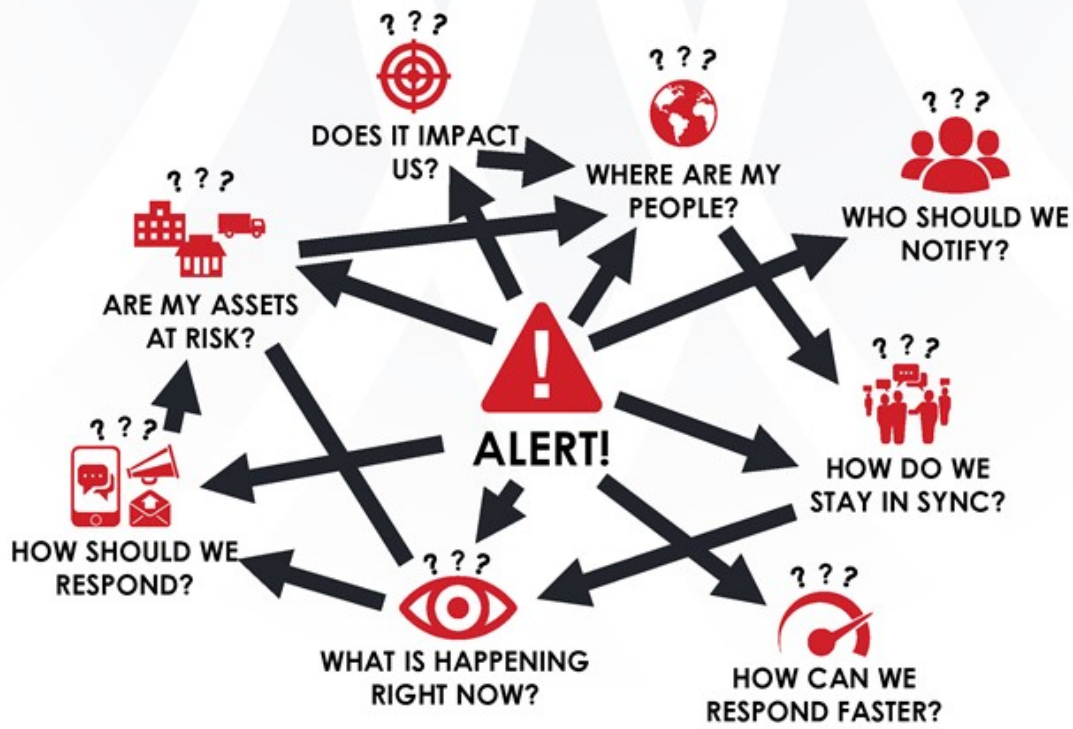 ? ? ?
DOES IT IMPACT
US?
? ? ?
WHERE ARE MY
PEOPLE?
? ? ?
WHO SHOULD WE
NOTIFY?
? ? ?
ARE MY ASSETS
AT RISK?
!
ALERT!
? ? ?
HOW DO WE
STAY IN SYNC?
? ? ?
HOW SHOULD WE
RESPOND?
? ? ?
WHAT IS HAPPENING
RIGHT NOW?
? ? ?
HOW CAN WE
RESPOND FASTER?